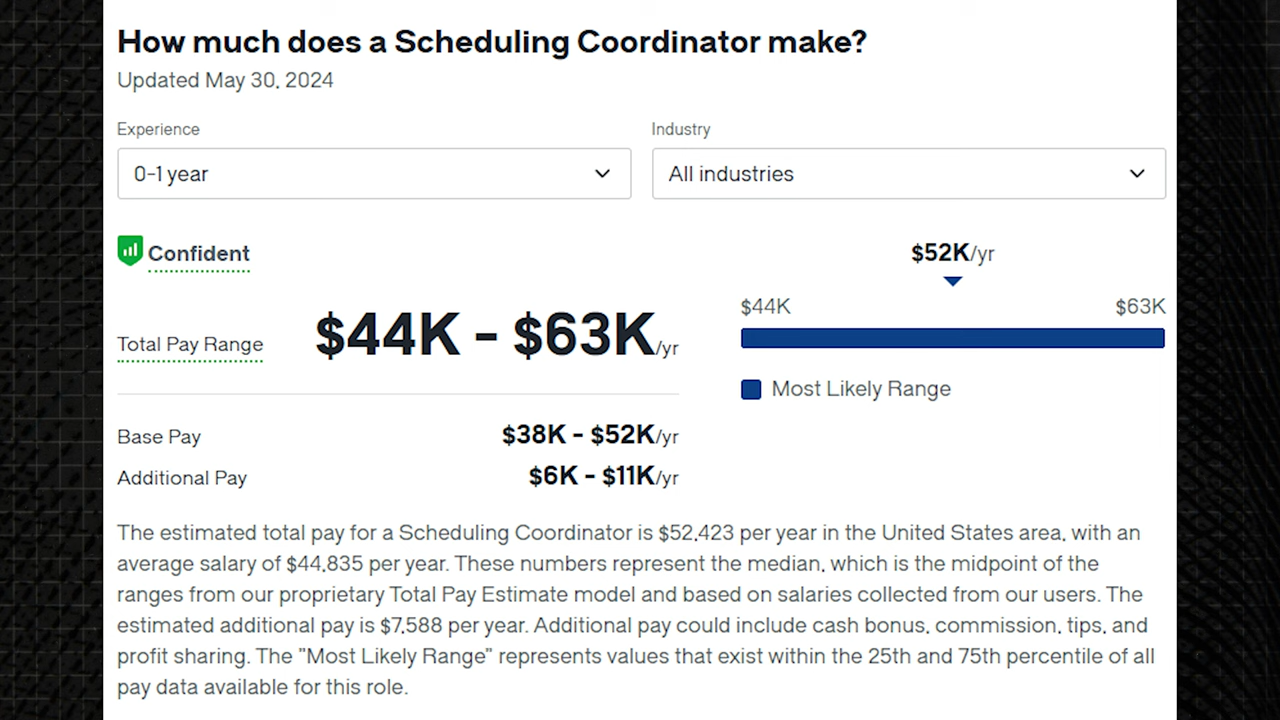 How much does a Scheduling Coordinator make?
Updated May 30, 2024
Experience
Industry
0-1 year
All industries
Confident
$52K/yr
$44K
$63K
Total Pay Range
$44K - $63K/yr
Most Likely Range
Base Pay
$38K - $52K/yr
Additional Pay
$6K - $11K/yr
The estimated total pay for a Scheduling Coordinator is $52,423 per year in the United States area, with an
average salary of $44,835 per year. These numbers represent the median, which is the midpoint of the
ranges from our proprietary Total Pay Estimate model and based on salaries collected from our users. The
estimated additional pay is $7,588 per year. Additional pay could include cash bonus, commission, tips, and
profit sharing. The "Most Likely Range" represents values that exist within the 25th and 75th percentile of all
pay data available for this role.